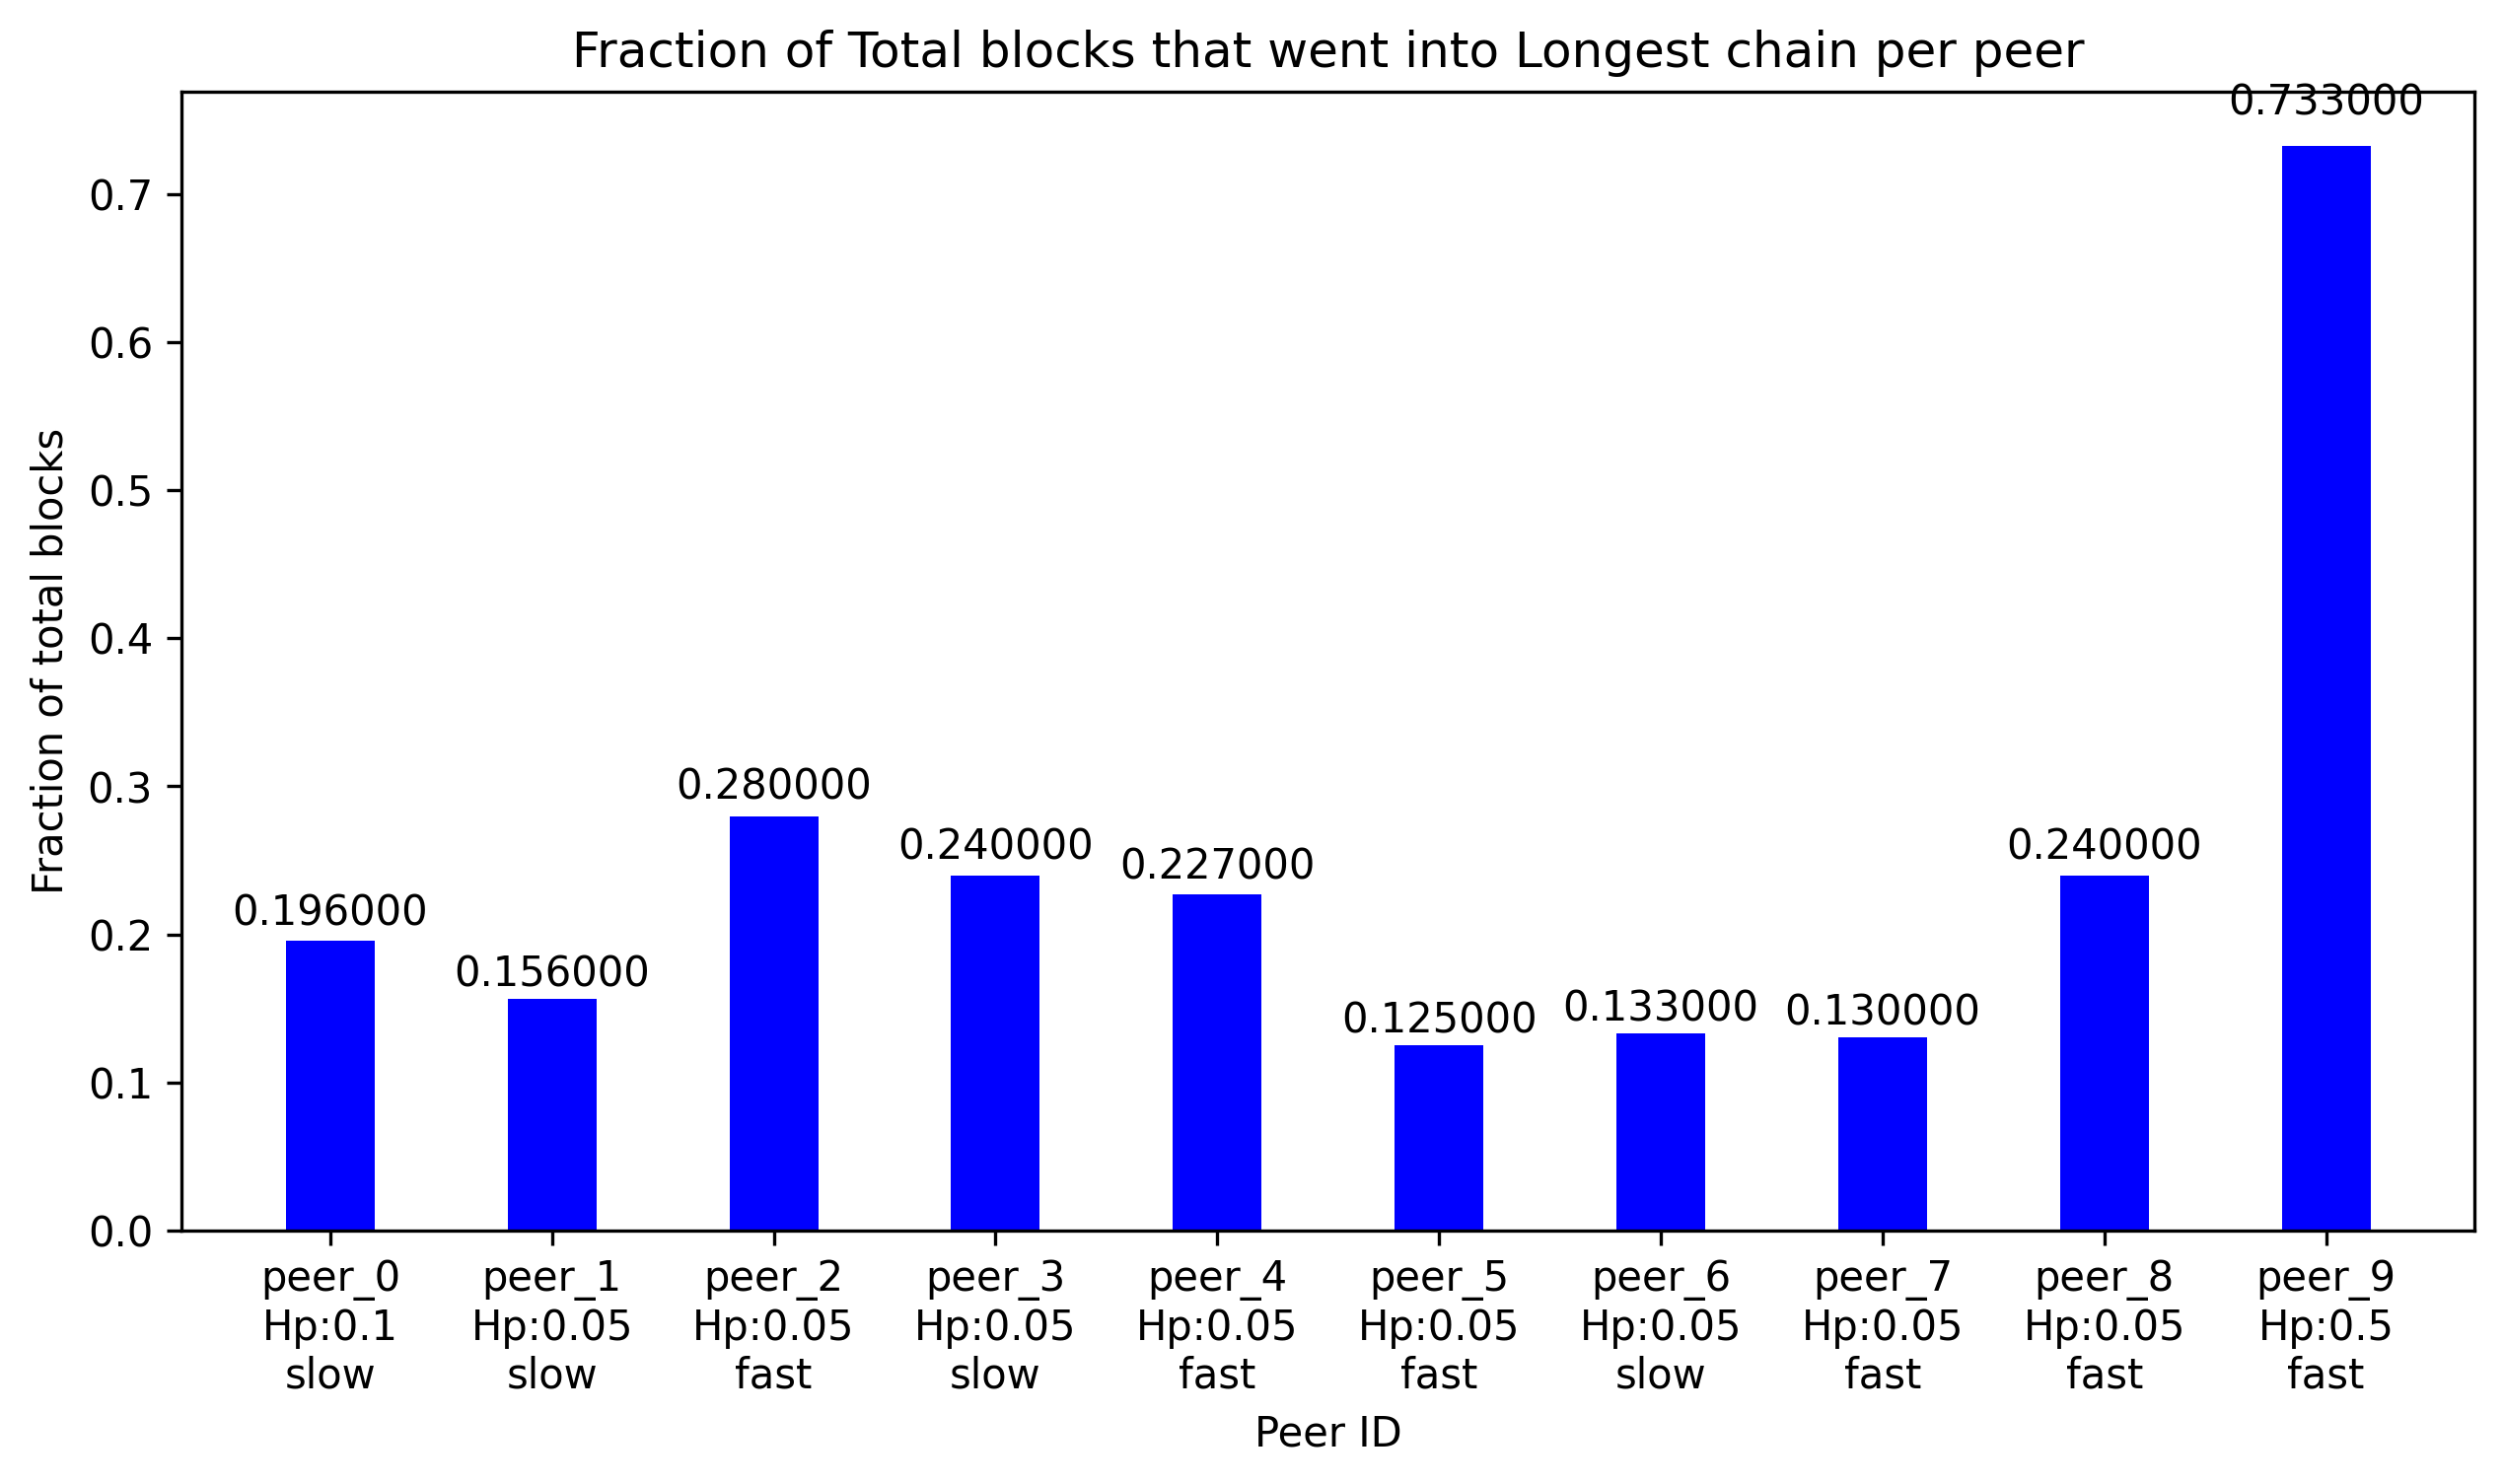 Fraction of Total blocks that went into Longest chain per peer
Fraction of total blocks
0.7
0.6
0.5
0.4
0.3
0.2
0.1
0.0
0.196000
0.156000
0.280000
0.240000
0.227000
0.125000
0.133000
0.130000
0.240000
0.733000
peer_0
Hp:0.1
slow
peer_1
Hp:0.05
slow
peer_2
Hp:0.05
fast
peer_3
Hp:0.05
slow
peer_4
Hp:0.05
fast
peer_5
Hp:0.05
fast
peer_6
Hp:0.05
slow
peer_7
Hp:0.05
fast
peer_8
Hp:0.05
fast
peer_9
Hp:0.5
fast
Peer ID